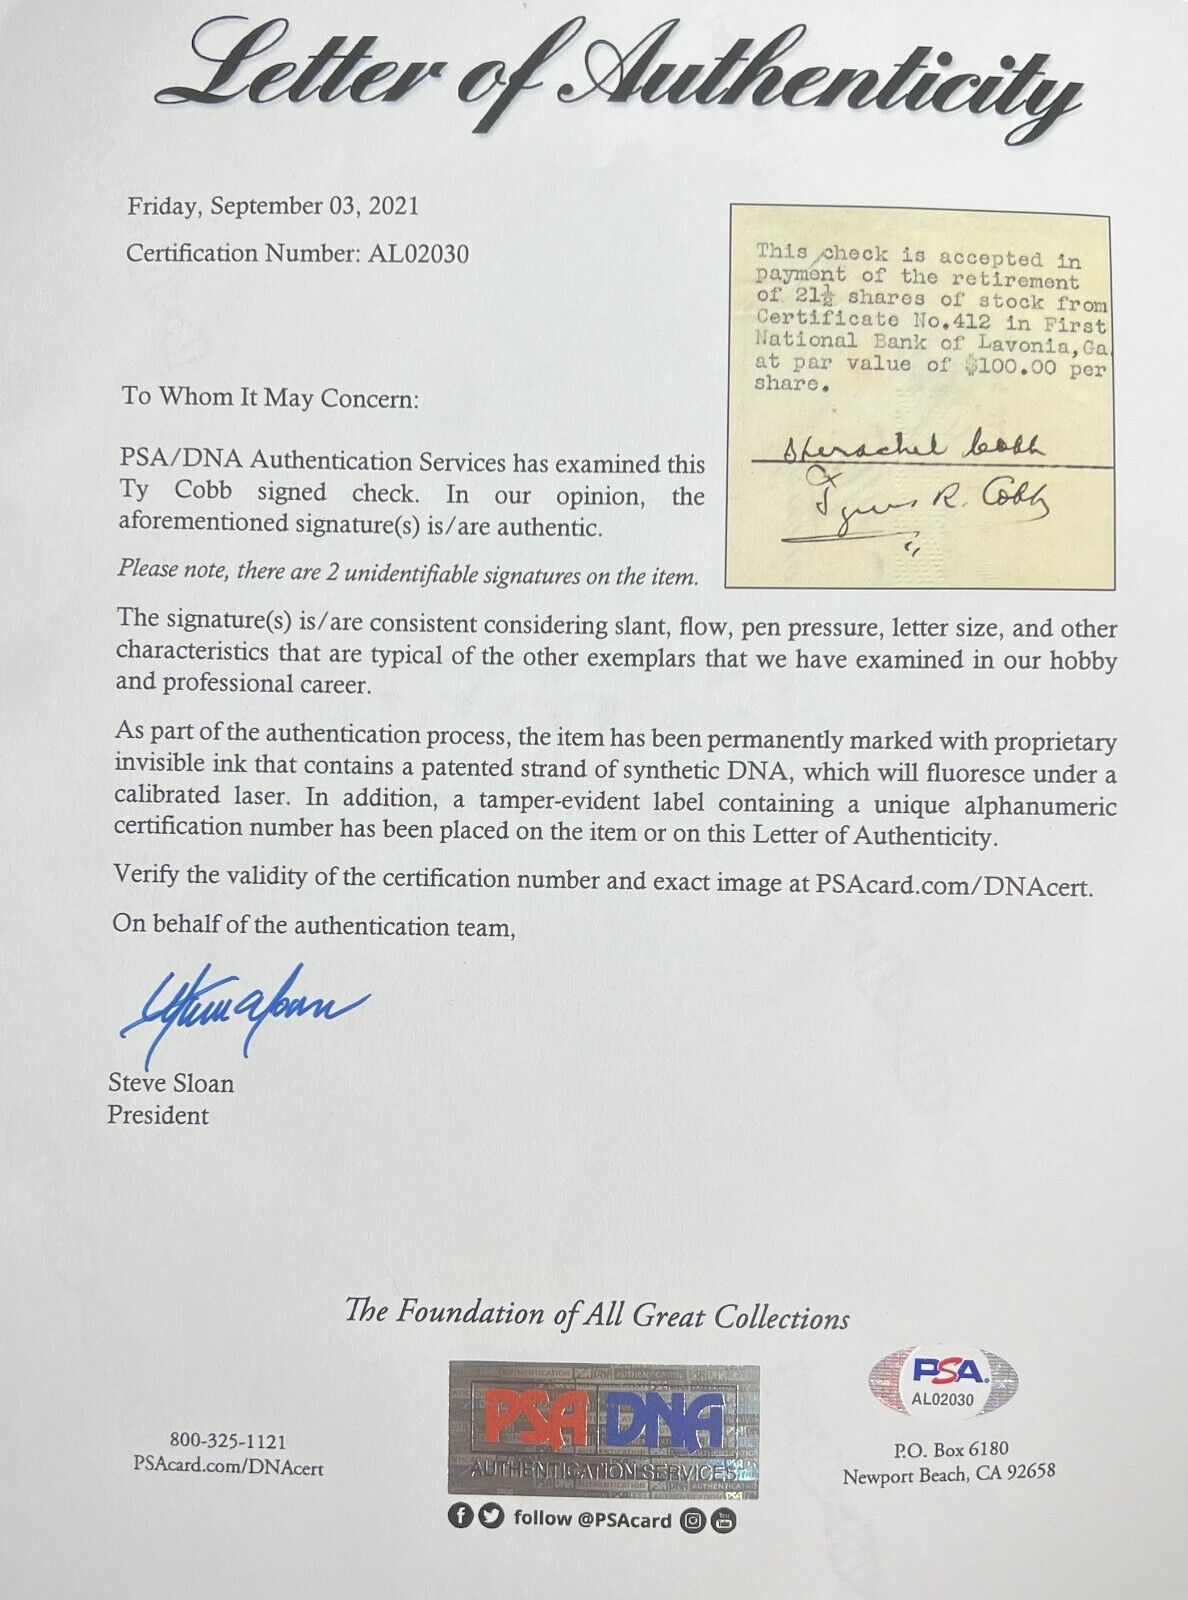 Letter of Authenticity
Friday, September 03, 2021
Certification Number: AL02030
This check is accepted in
payment of the retirement
of 21½ shares of stock from
Certificate No.412 in First
National Bank of Lavonia,Ga.
at par value of $100.00 per
share.
Herschel Cobb
Tyrus R. Cobb
To Whom It May Concern:
PSA/DNA Authentication Services has examined this
Ty Cobb signed check. In our opinion, the
aforementioned signature(s) is/are authentic.
Please note, there are 2 unidentifiable signatures on the item.
The signature(s) is/are consistent considering slant, flow, pen pressure, letter size, and other
characteristics that are typical of the other exemplars that we have examined in our hobby
and professional career.
As part of the authentication process, the item has been permanently marked with proprietary
invisible ink that contains a patented strand of synthetic DNA, which will fluoresce under a
calibrated laser. In addition, a tamper-evident label containing a unique alphanumeric
certification number has been placed on the item or on this Letter of Authenticity.
Verify the validity of the certification number and exact image at PSAcard.com/DNAcert.
On behalf of the authentication team,
Steve Sloan
President
The Foundation of All Great Collections
800-325-1121
PSAcard.com/DNAcert
PSA DNA
AUTHENTICATION SERVICES
follow @PSAcard
PSA
AL02030
P.O. Box 6180
Newport Beach, CA 92658